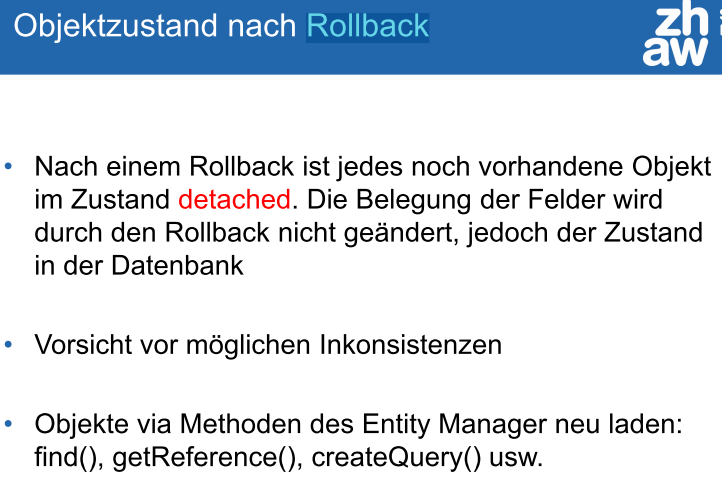 Objektzustand nach Rollback
zh
aw
• Nach einem Rollback ist jedes noch vorhandene Objekt
im Zustand detached. Die Belegung der Felder wird
durch den Rollback nicht geändert, jedoch der Zustand
in der Datenbank
• Vorsicht vor möglichen Inkonsistenzen
• Objekte via Methoden des Entity Manager neu laden:
find(), getReference(), createQuery() usw.